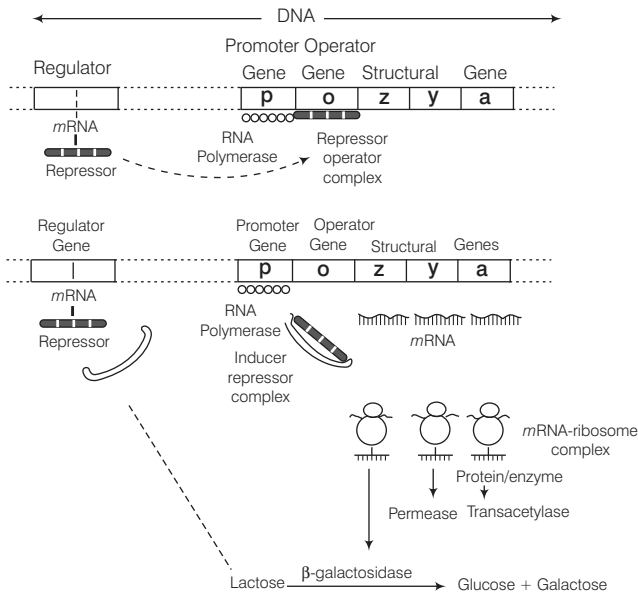 DNA
Promoter Operator
Regulator
Gene Gene Structural Gene
p o z y a
mRNA
RNA
Polymerase
Repressor
operator
complex
Repressor
Regulator
Gene
Promoter
Gene
Operator
Gene
Structural
Genes
p o z y a
mRNA
Repressor
RNA
Polymerase
Inducer
repressor
complex
mRNA
mRNA-ribosome
complex
Protein/enzyme
Permease Transacetylase
Lactose β-galactosidase Glucose + Galactose